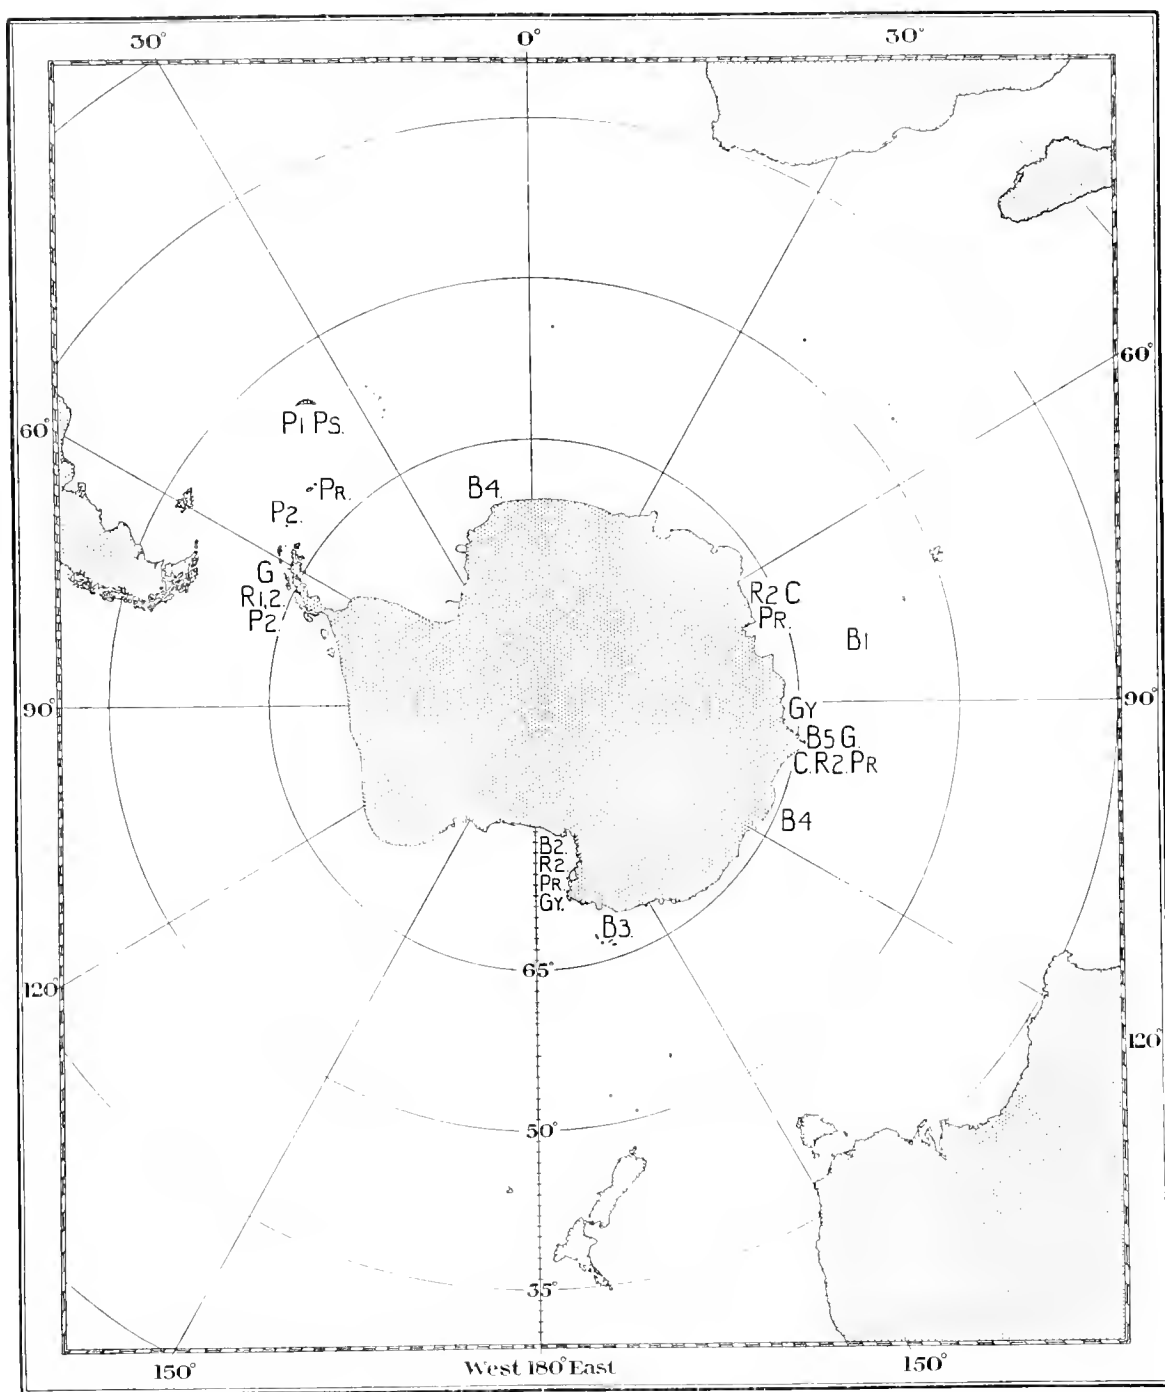 30° 0° 30°
60°
60°
P1 Ps.
Pr.
P2.
B4.
G
R1,2.
P2.
R2 C
Pr.
B1
90°
90°
Gy
B5 G.
C.R2.Pr
B4
B2.
R2.
Pr.
Gy.
B3.
65°
120°
120°
50°
35°
150° West 180° East 150°